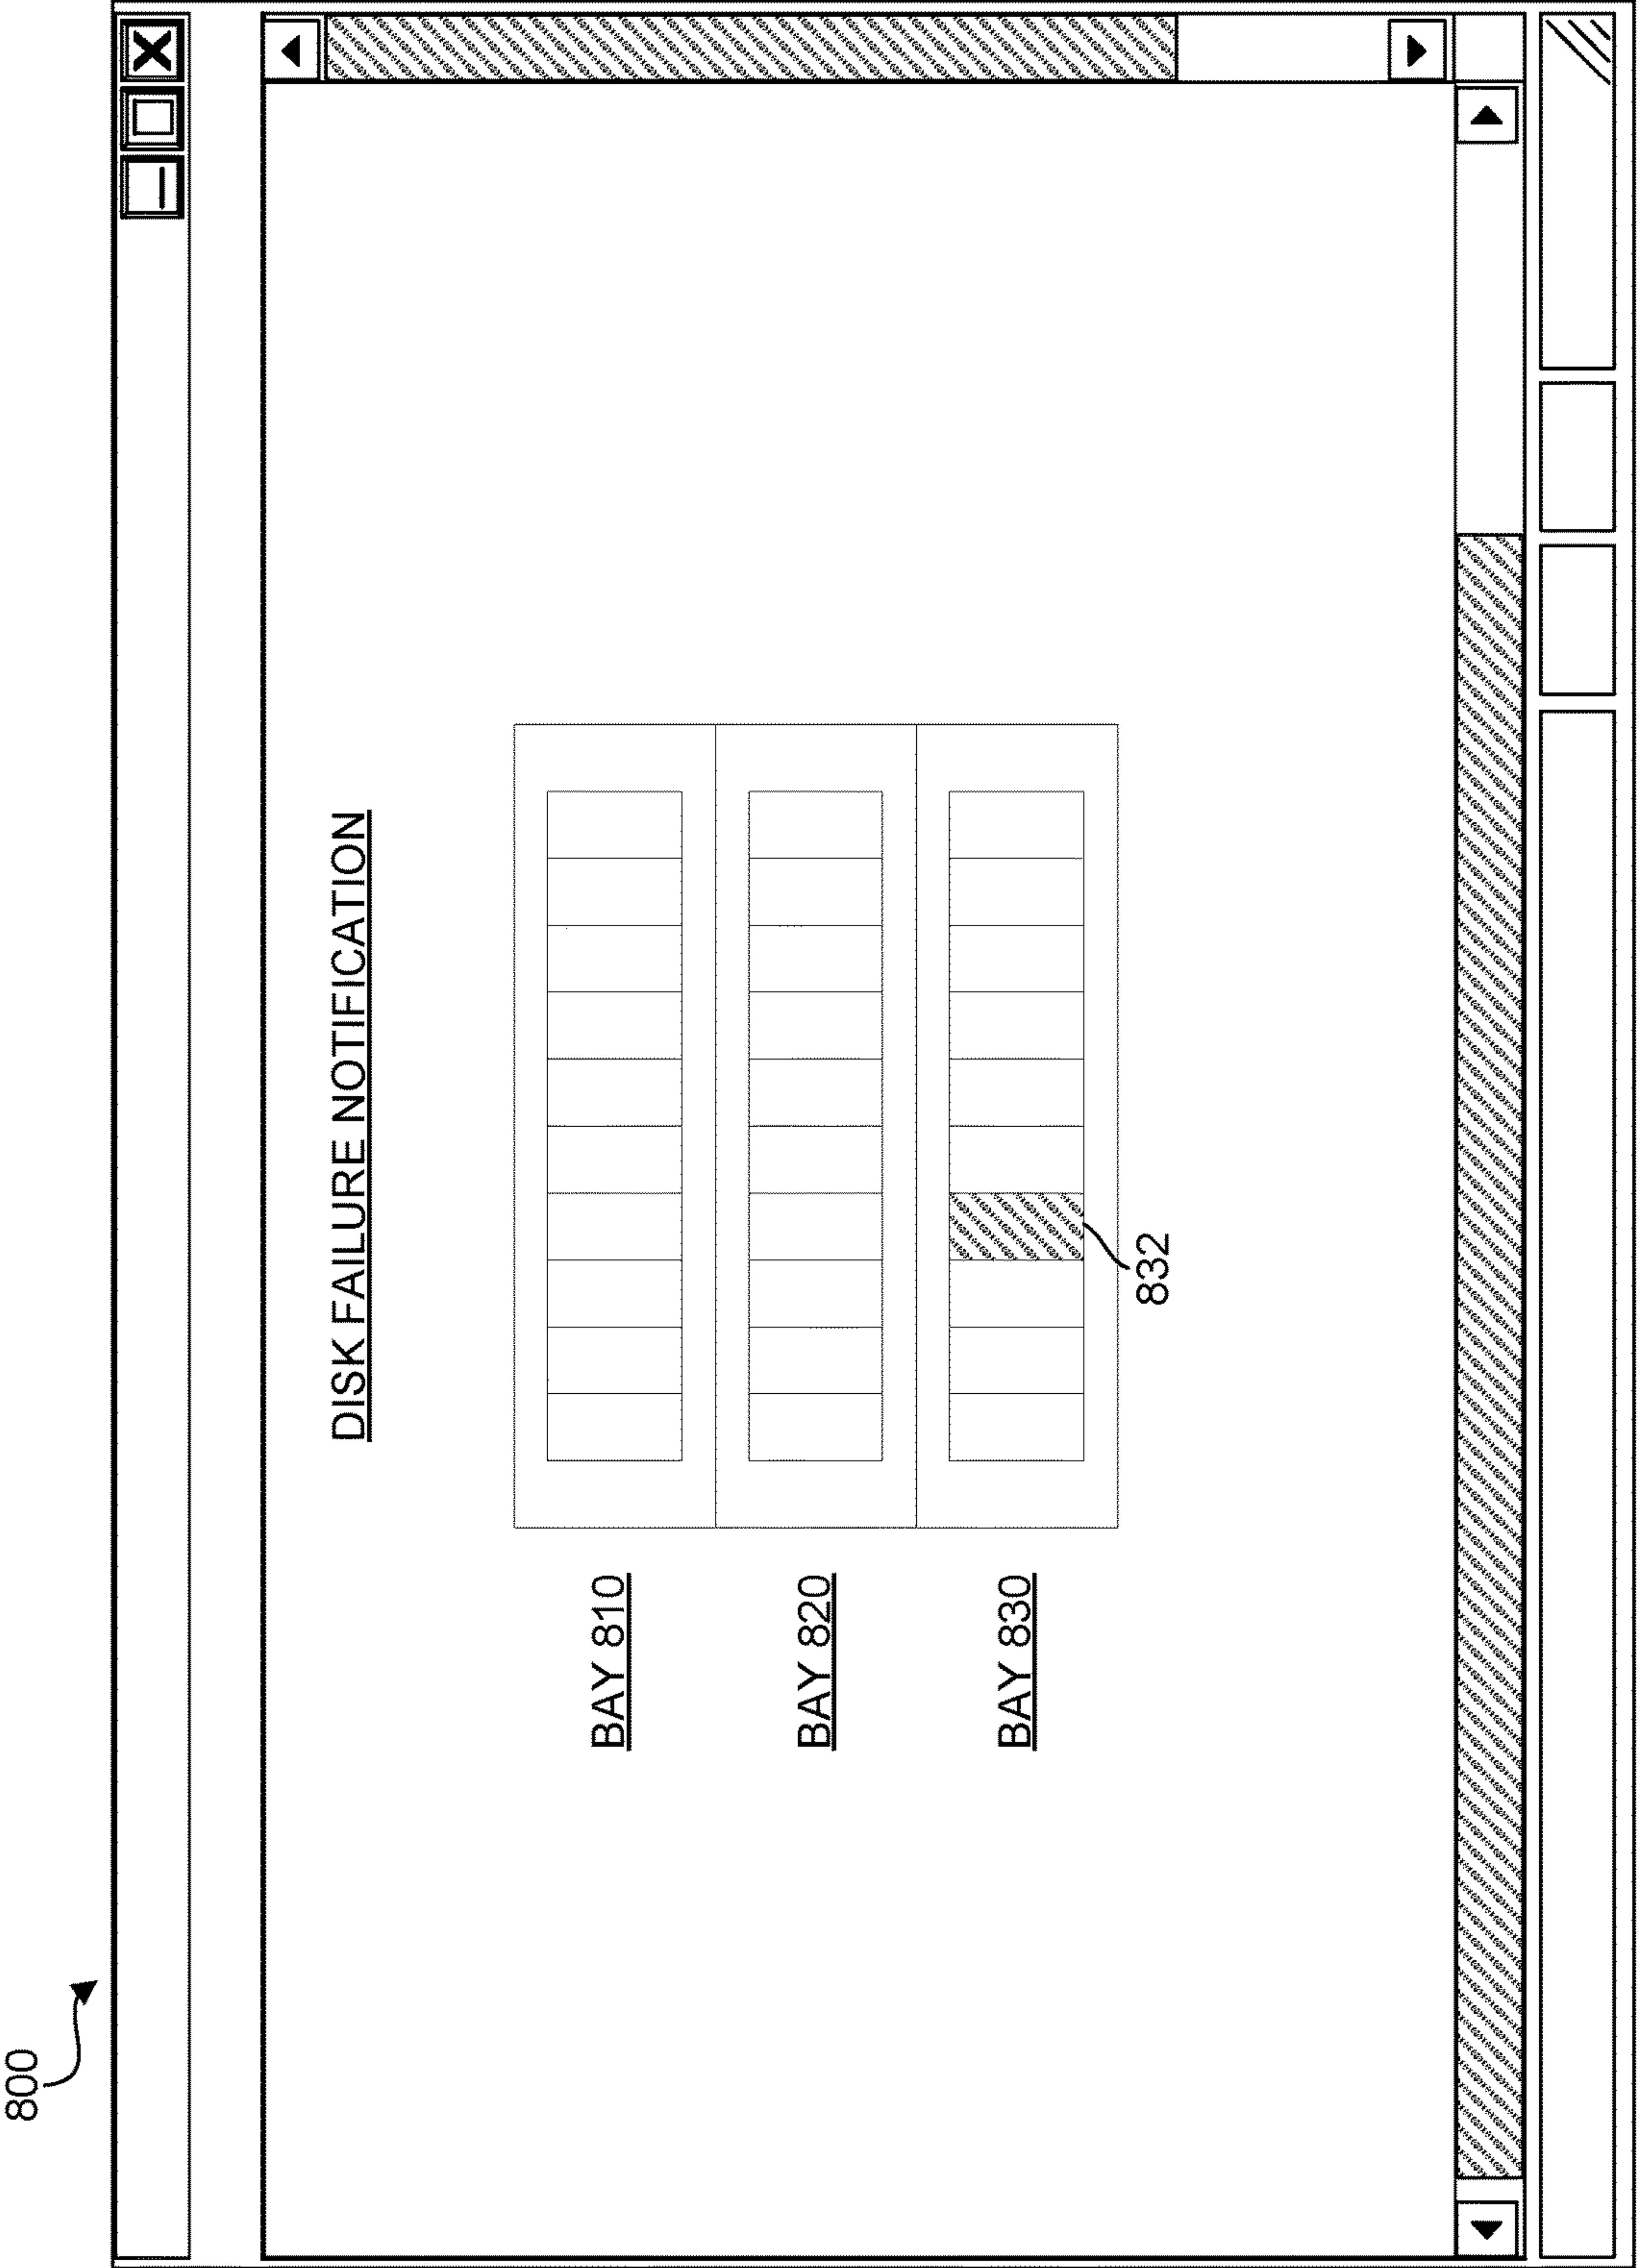 800
DISK FAILURE NOTIFICATION
BAY 810
BAY 820
BAY 830
832